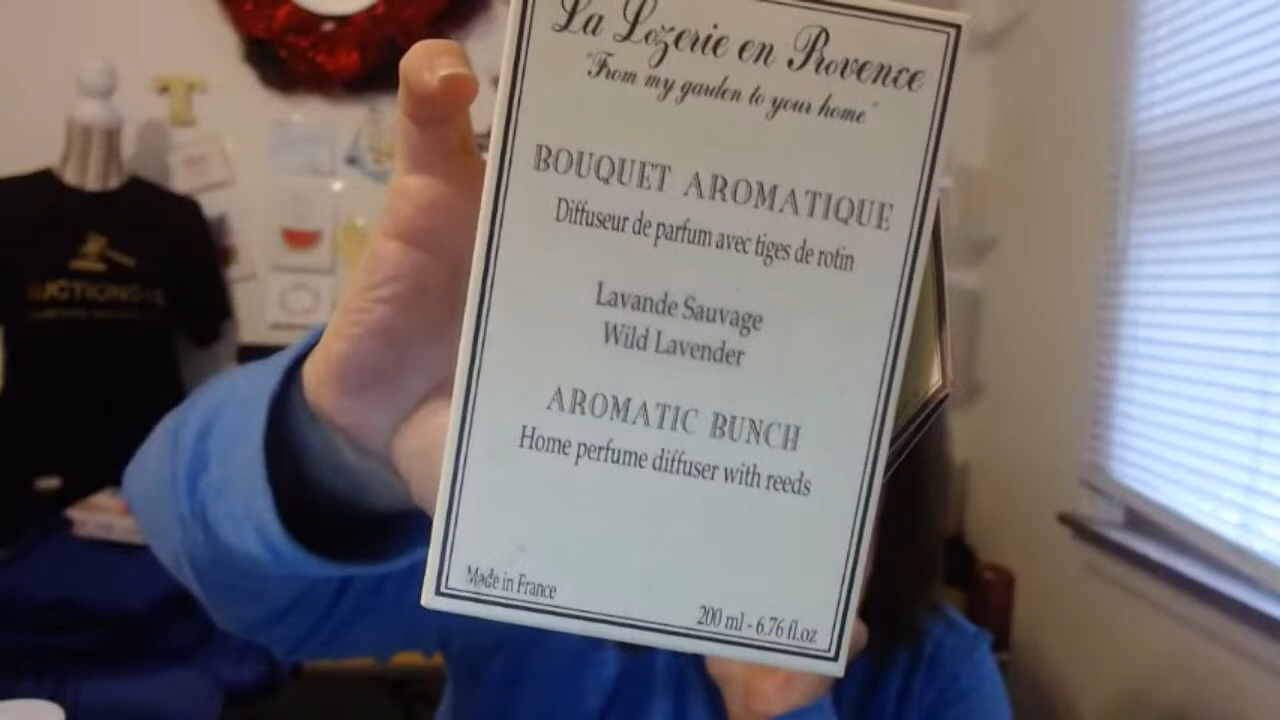 La Lozerie en Provence
"From my garden to your home"
BOUQUET AROMATIQUE
Diffuseur de parfum avec tiges de rotin
Lavande Sauvage
Wild Lavender
AROMATIC BUNCH
Home perfume diffuser with reeds
Made in France
200 ml - 6.76 fl.oz
T